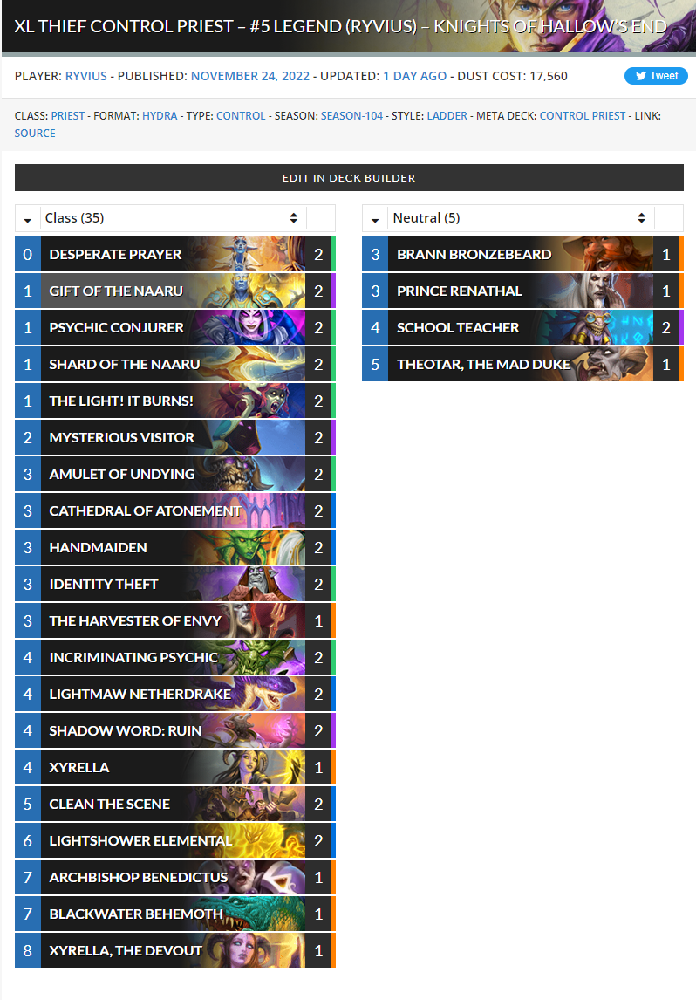 XL THIEF CONTROL PRIEST – #5 LEGEND (RYVIUS) – KNIGHTS OF HALLOW'S END
PLAYER: RYVIUS - PUBLISHED: NOVEMBER 24, 2022 - UPDATED: 1 DAY AGO - DUST COST: 17,560
Tweet
CLASS: PRIEST - FORMAT: HYDRA - TYPE: CONTROL - SEASON: SEASON-104 - STYLE: LADDER - META DECK: CONTROL PRIEST - LINK:
SOURCE
EDIT IN DECK BUILDER
Class (35)
0 DESPERATE PRAYER 2
1 GIFT OF THE NAARU 2
1 PSYCHIC CONJURER 2
1 SHARD OF THE NAARU 2
1 THE LIGHT! IT BURNS! 2
2 MYSTERIOUS VISITOR 2
3 AMULET OF UNDYING 2
3 CATHEDRAL OF ATONEMENT 2
3 HANDMAIDEN 2
3 IDENTITY THEFT 2
3 THE HARVESTER OF ENVY 1
4 INCRIMINATING PSYCHIC 2
4 LIGHTMAW NETHERDRAKE 2
4 SHADOW WORD: RUIN 2
4 XYRELLA 1
5 CLEAN THE SCENE 2
6 LIGHTSHOWER ELEMENTAL 2
7 ARCHBISHOP BENEDICTUS 1
7 BLACKWATER BEHEMOTH 1
8 XYRELLA, THE DEVOUT 1
Neutral (5)
3 BRANN BRONZEBEARD 1
3 PRINCE RENATHAL 1
4 SCHOOL TEACHER 2
5 THEOTAR, THE MAD DUKE 1